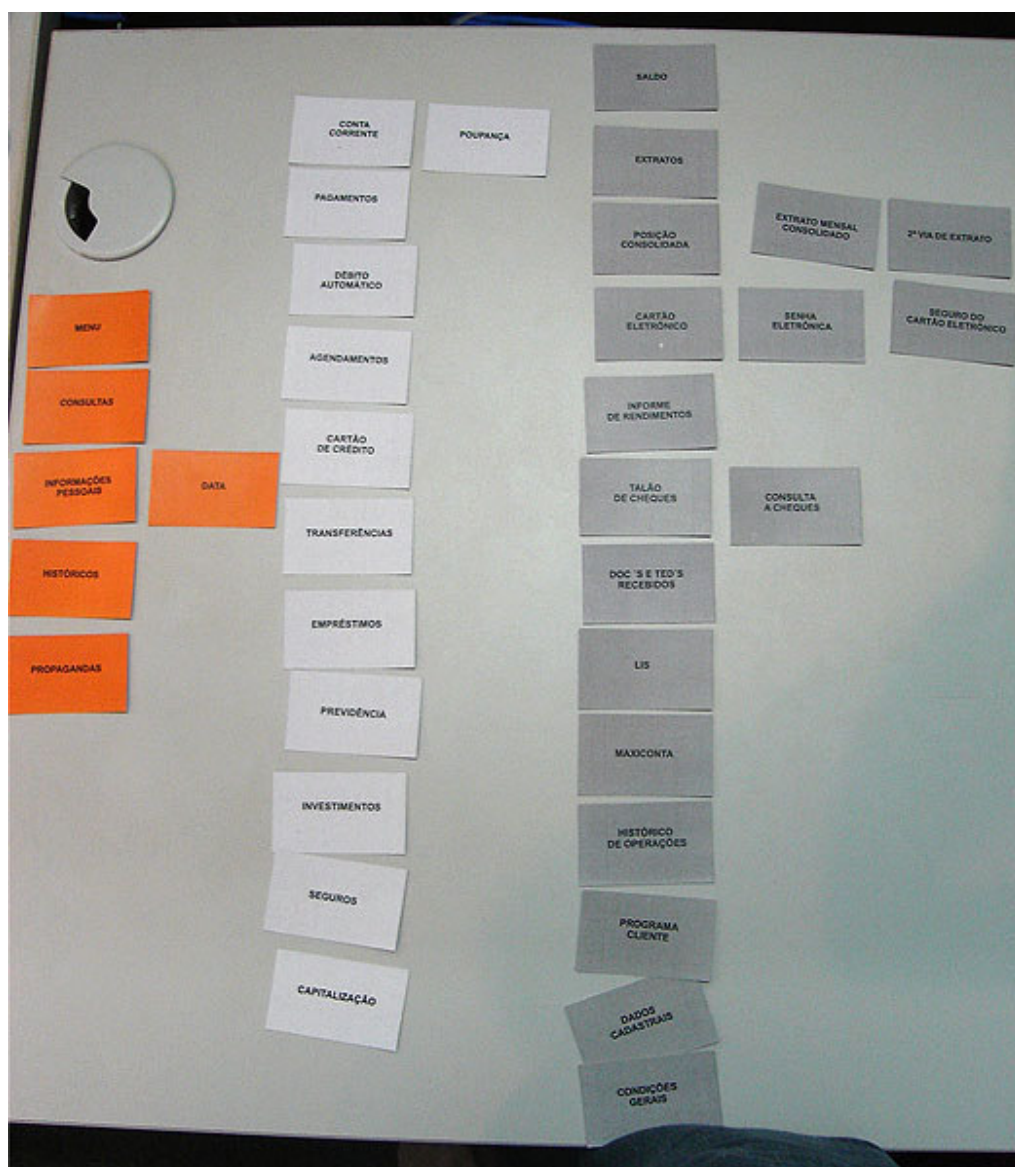 MENU
CONSULTAS
INFORMAÇÕES
PESSOAIS
DATA
HISTÓRICOS
PROPAGANDAS
CONTA
CORRENTE
POUPANÇA
PAGAMENTOS
DÉBITO
AUTOMÁTICO
AGENDAMENTOS
CARTÃO
DE CRÉDITO
TRANSFERÊNCIAS
EMPRÉSTIMOS
PREVIDÊNCIA
INVESTIMENTOS
SEGUROS
CAPITALIZAÇÃO
SALDO
EXTRATOS
POSIÇÃO
CONSOLIDADA
EXTRATO MENSAL
CONSOLIDADO
2ª VIA DE EXTRATO
CARTÃO
ELETRÔNICO
SENHA
ELETRÔNICA
SEGURO DO
CARTÃO ELETRÔNICO
INFORME
DE RENDIMENTOS
TALÃO
DE CHEQUES
CONSULTA
A CHEQUES
DOC´S E TED´S
RECEBIDOS
LIS
MAXICONTA
HISTÓRICO
DE OPERAÇÕES
PROGRAMA
CLIENTE
DADOS
CADASTRAIS
CONDIÇÕES
GERAIS